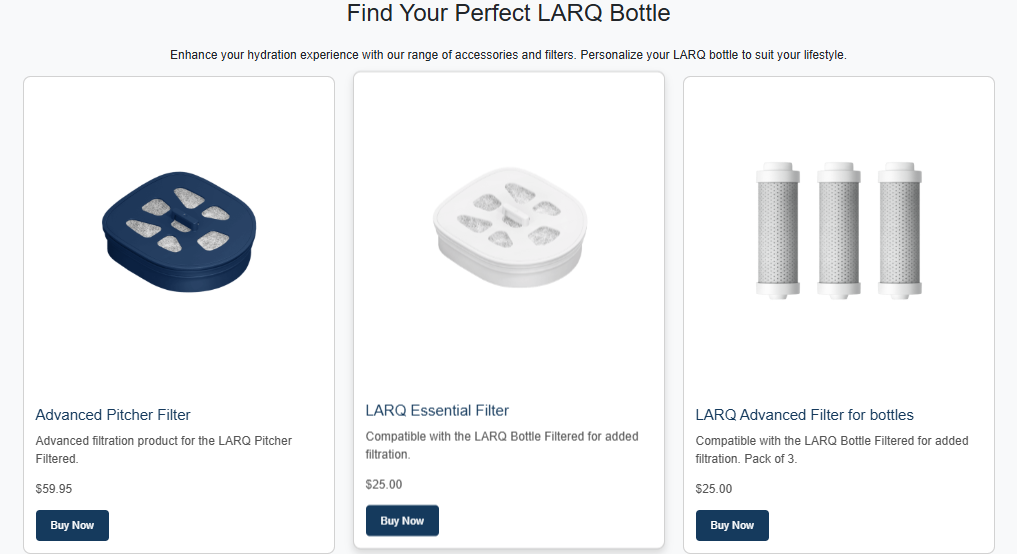 Find Your Perfect LARQ Bottle
Enhance your hydration experience with our range of accessories and filters. Personalize your LARQ bottle to suit your lifestyle.
Advanced Pitcher Filter
Advanced filtration product for the LARQ Pitcher
Filtered.
$59.95
Buy Now
LARQ Essential Filter
Compatible with the LARQ Bottle Filtered for added
filtration.
$25.00
Buy Now
LARQ Advanced Filter for bottles
Compatible with the LARQ Bottle Filtered for added
filtration. Pack of 3.
$25.00
Buy Now